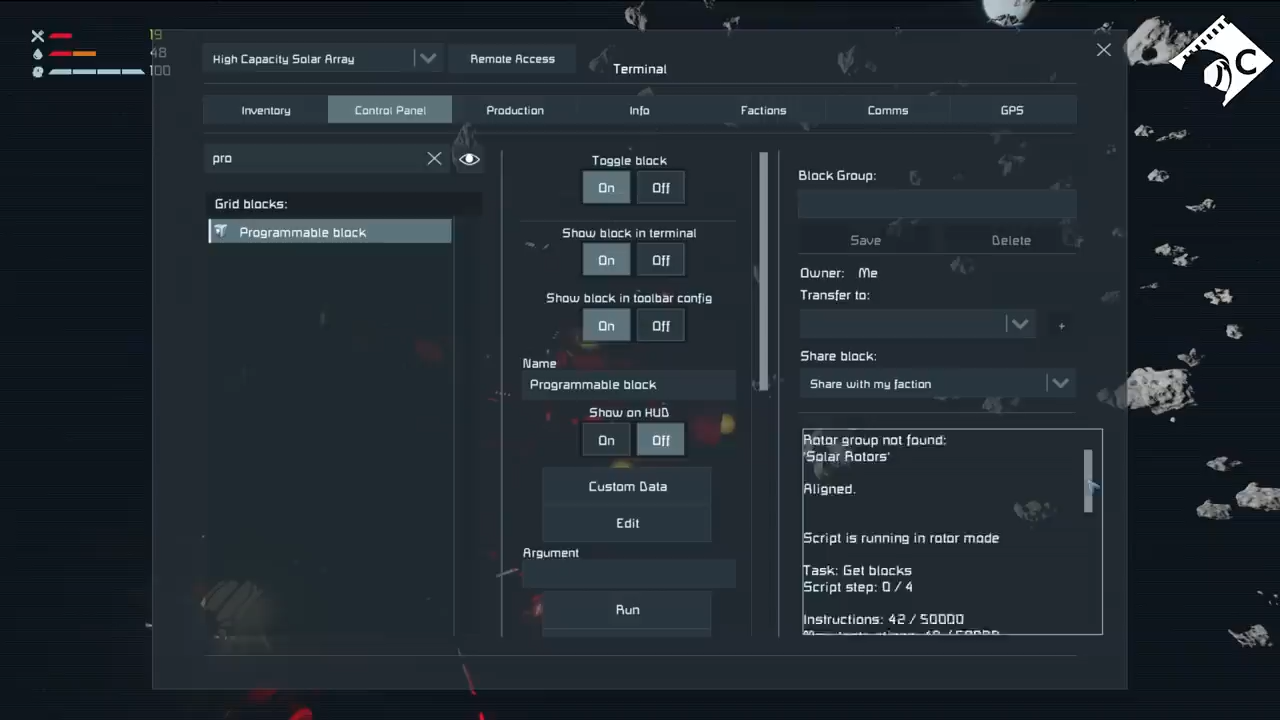 19
48
100
High Capacity Solar Array
Remote Access
Terminal
Inventory
Control Panel
Production
Info
Factions
Comms
GPS
pro
Grid blocks:
Programmable block
Toggle block
On Off
Show block in terminal
On Off
Show block in toolbar config
On Off
Name
Programmable block
Show on HUD
On Off
Custom Data
Edit
Argument
Run
Block Group:
Save Delete
Owner: Me
Transfer to:
+
Share block:
Share with my faction
Rotor group not found:
'Solar Rotors'
Aligned.
Script is running in rotor mode
Task: Get blocks
Script step: 0 / 4
Instructions: 42 / 50000
C